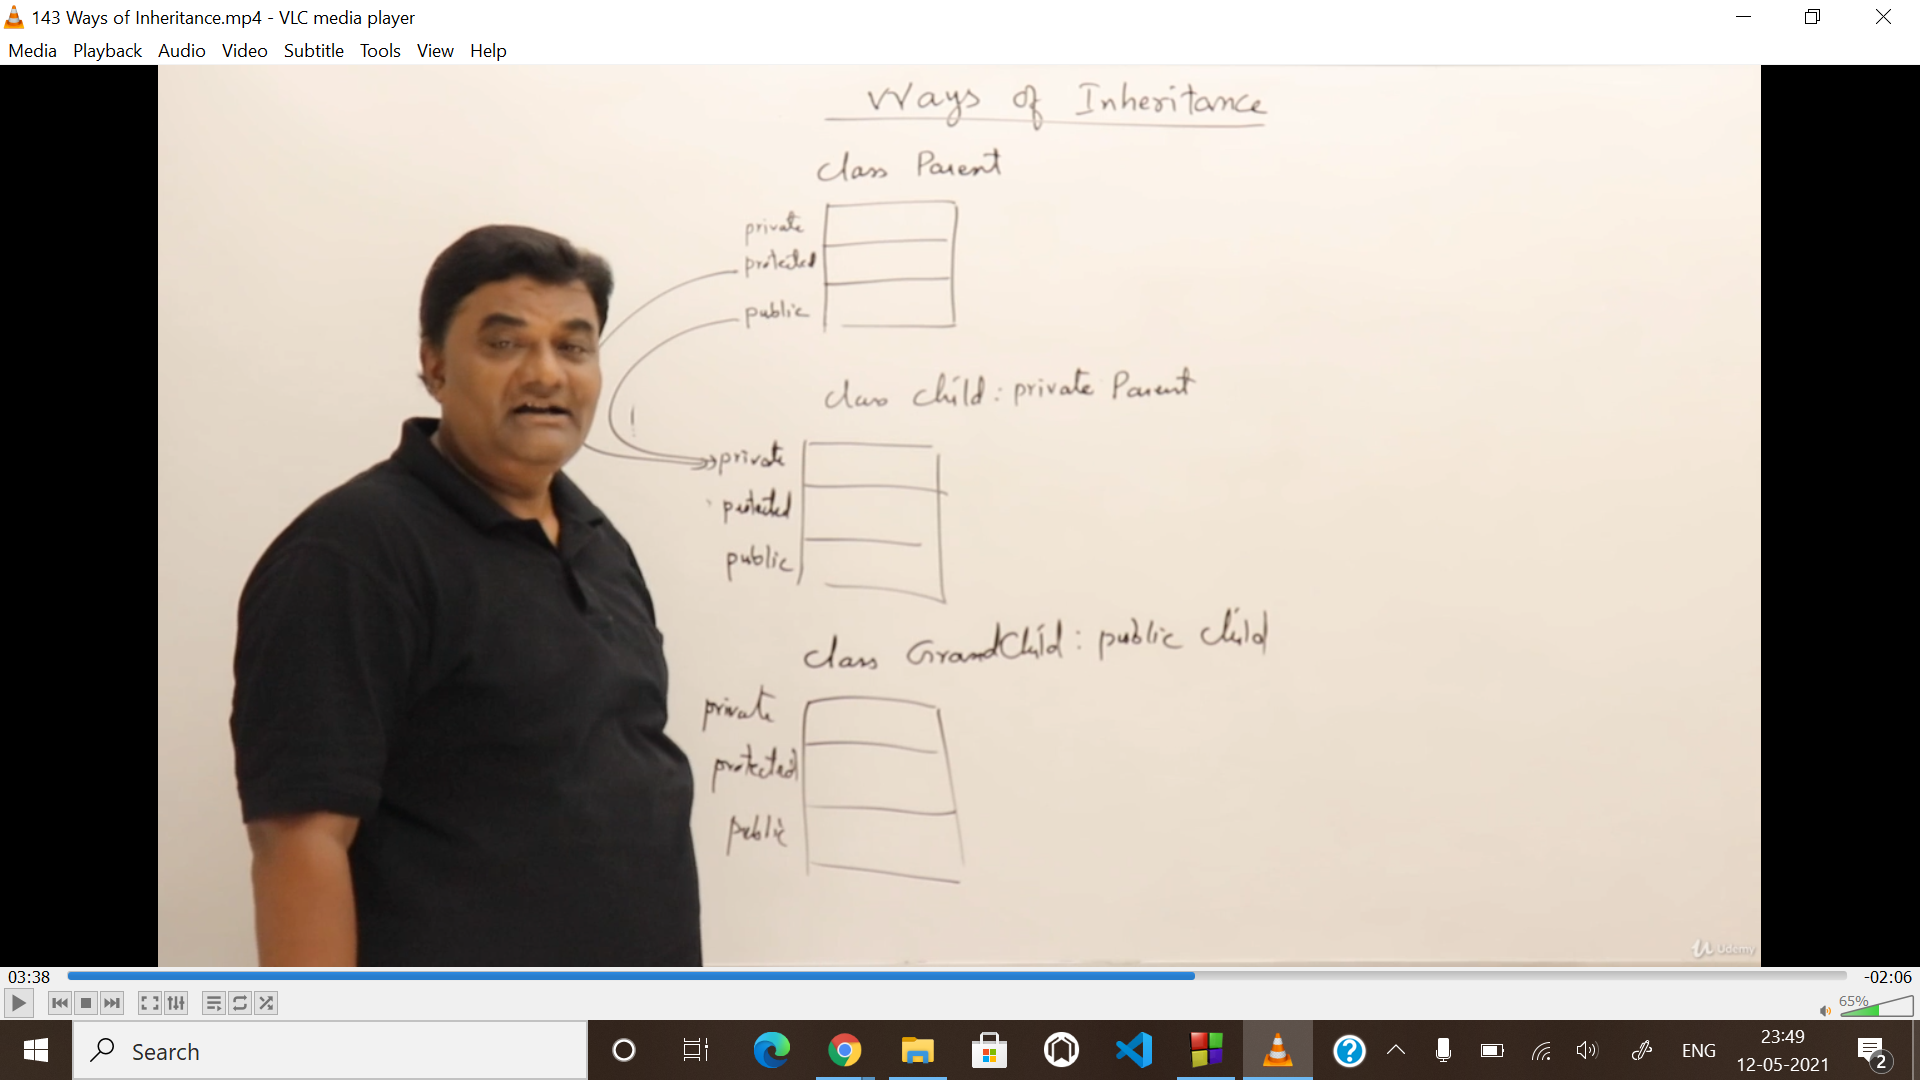 143 Ways of Inheritance.mp4 - VLC media player
Media Playback Audio Video Subtitle Tools View Help
Ways of Inheritance
class Parent
private
protected
public
class Child : private Parent
private
protected
public
class GrandChild : public Child
private
protected
public
Udemy
03:38
-02:06
65%
Search
ENG
23:49
12-05-2021
2